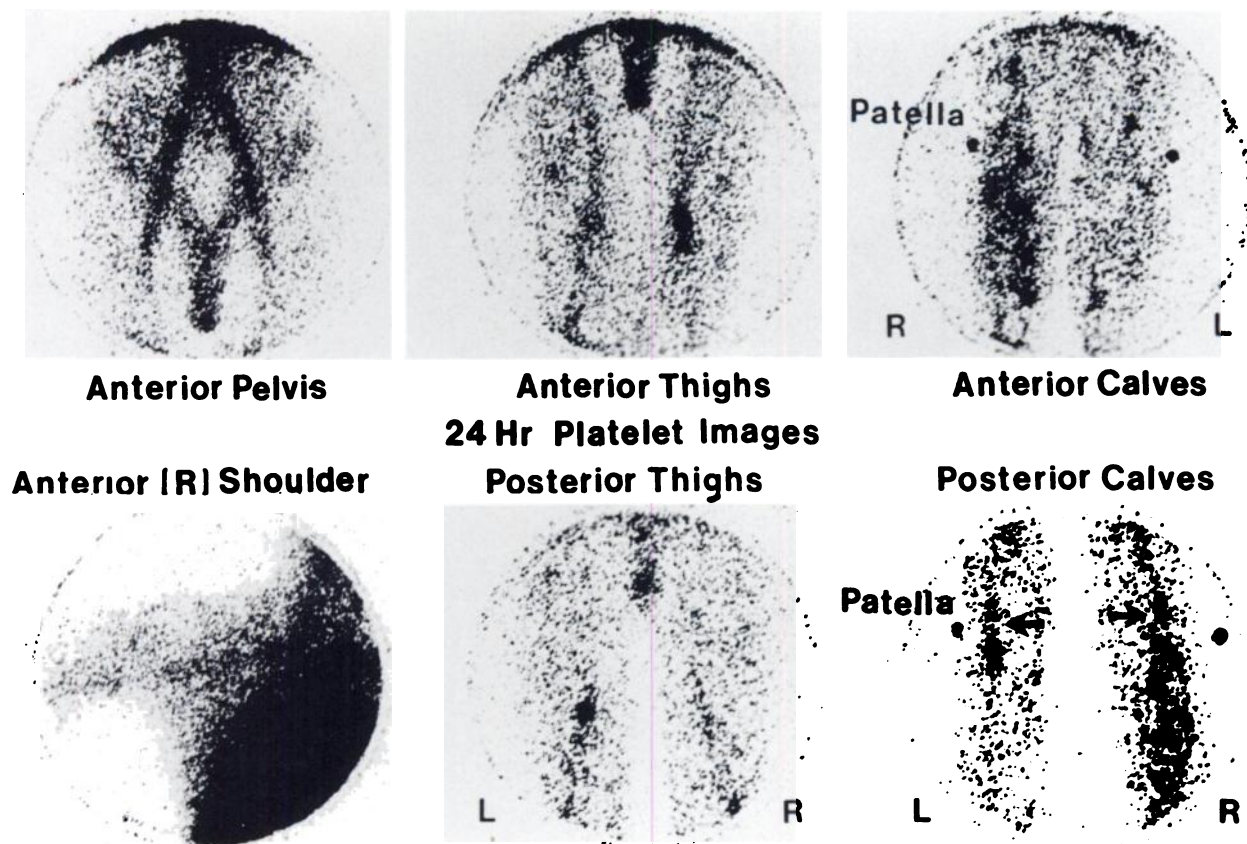 Patella
R
L
Anterior Pelvis
Anterior Thighs
Anterior Calves
24 Hr Platelet Images
Anterior [R] Shoulder
Posterior Thighs
Posterior Calves
Patella
L
R
L
R